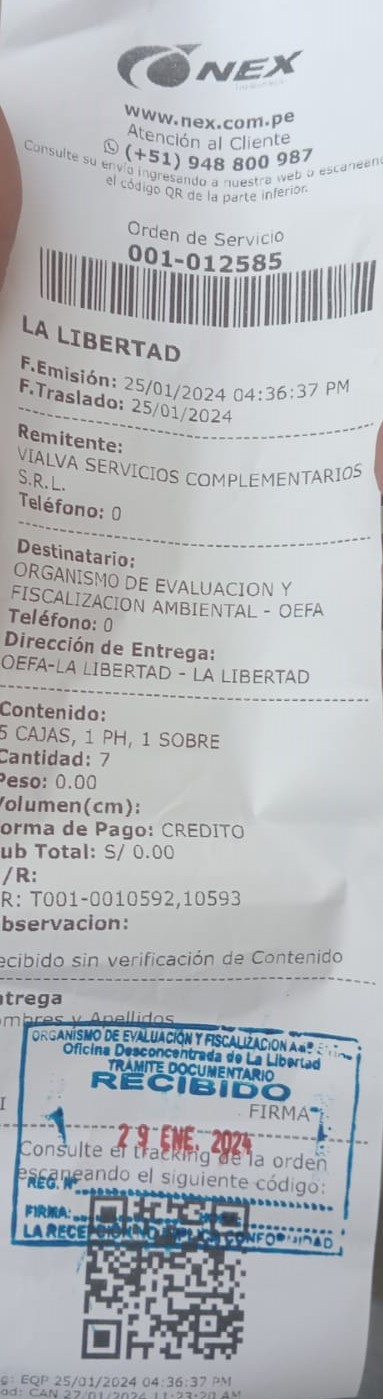 NEX
www.nex.com.pe
Atención al Cliente
(+51) 948 800 987
Consulte su envío ingresando a nuestra web o escaneand
el código QR de la parte inferior.
Orden de Servicio
001-012585
LA LIBERTAD
F.Emisión: 25/01/2024 04:36:37 PM
F.Traslado: 25/01/2024
Remitente:
VIALVA SERVICIOS COMPLEMENTARIOS
S.R.L.
Teléfono: 0
Destinatario:
ORGANISMO DE EVALUACION Y
FISCALIZACION AMBIENTAL - OEFA
Teléfono: 0
Dirección de Entrega:
OEFA-LA LIBERTAD - LA LIBERTAD
Contenido:
5 CAJAS, 1 PH, 1 SOBRE
Cantidad: 7
Peso: 0.00
Volumen(cm):
orma de Pago: CREDITO
ub Total: S/ 0.00
/R:
R: T001-0010592,10593
bservacion:
ecibido sin verificación de Contenido
ntrega
ombres y Apellidos
ORGANISMO DE EVALUACIÓN Y FISCALIZACIÓN
Oficina Desconcentrada de La Libertad
TRÁMITE DOCUMENTARIO
RECIBIDO
I
FIRMA
29 ENE. 2024
Consulte el tracking de la orden
escaneando el siguiente código:
REG. N°
FIRMA:
LA RECEPCIÓN NO IMPLICA CONFORMIDAD
g: EQP 25/01/2024 04:36:37 PM
ad: CAN 27/01/2024 11:23:20 AM